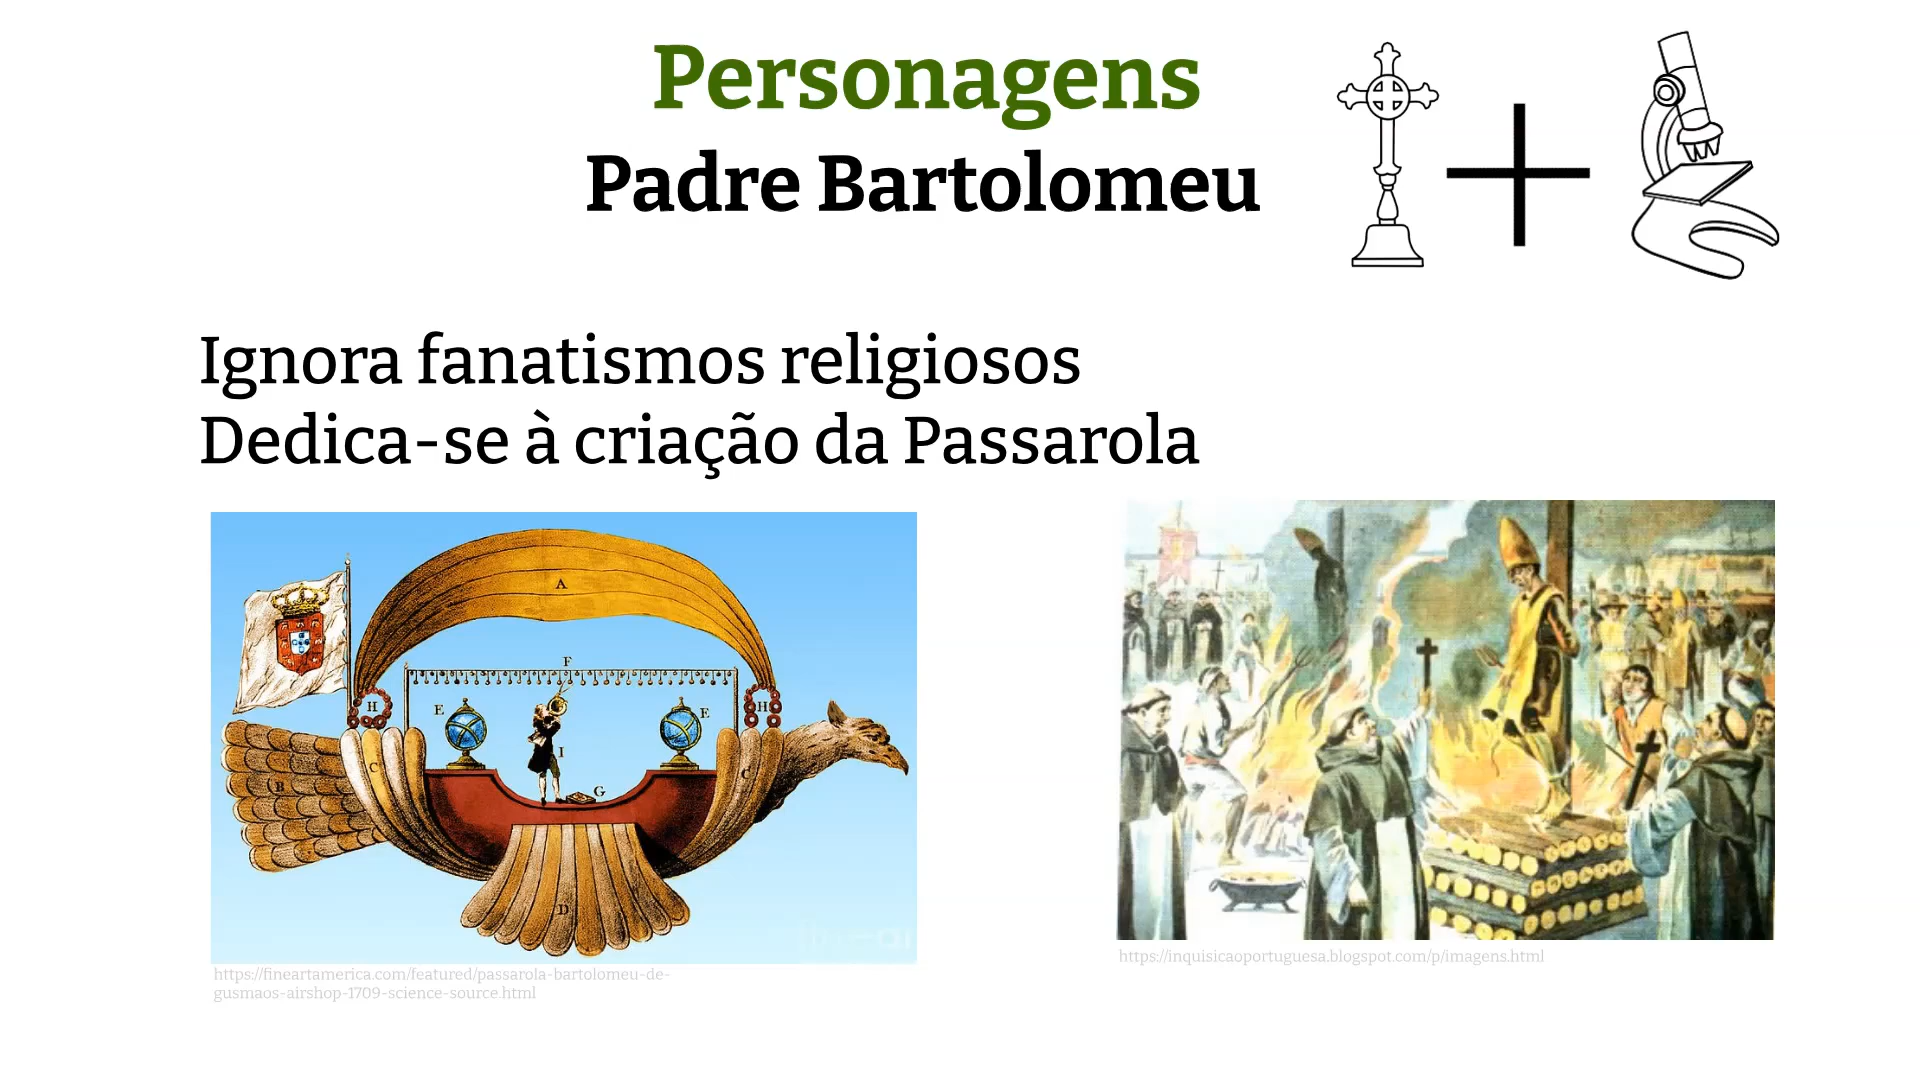 Personagens
Padre Bartolomeu
Ignora fanatismos religiosos
Dedica-se à criação da Passarola
A
F
H
H
E
E
I
G
C
C
B
D
https://fineartamerica.com/featured/passarola-bartolomeu-de-
gusmaos-airshop-1709-science-source.html
https://inquisicaoportuguesa.blogspot.com/p/imagens.html